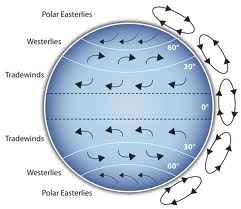 Polar Easterlies
Westerlies
60°
30°
Tradewinds
0°
Tradewinds
30°
60°
Westerlies
Polar Easterlies